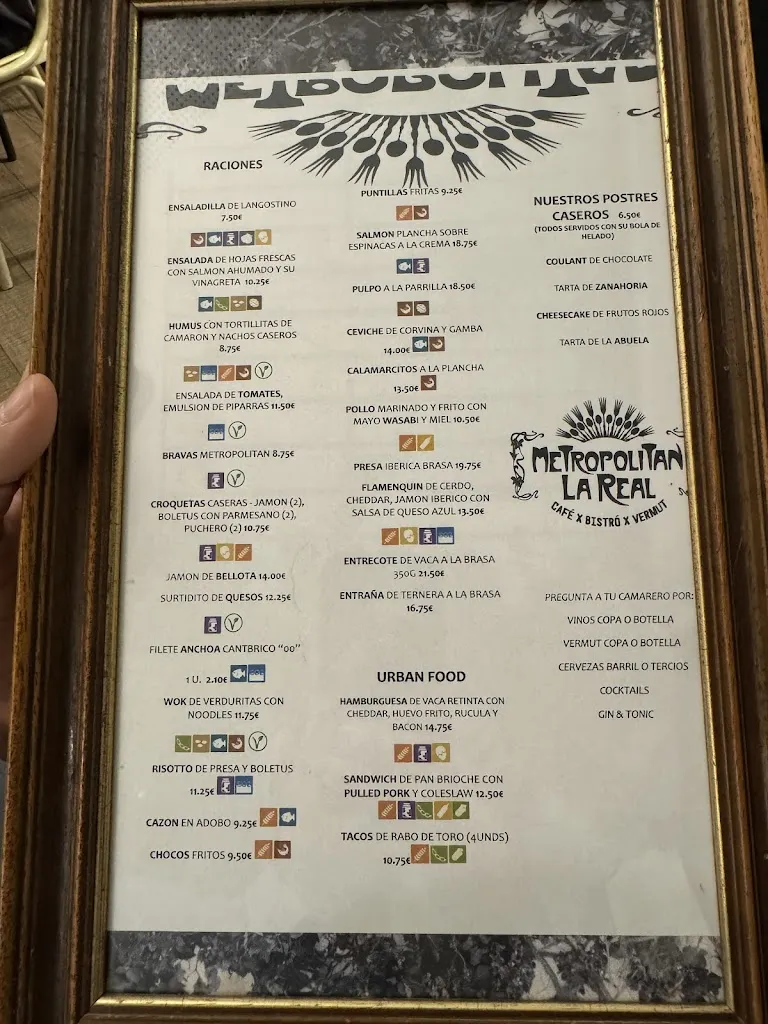 METROPOLITAN
RACIONES
ENSALADILLA DE LANGOSTINO
7.50€
ENSALADA DE HOJAS FRESCAS
CON SALMON AHUMADO Y SU
VINAGRETA 10.25€
HUMUS CON TORTILLITAS DE
CAMARON Y NACHOS CASEROS
8.75€
ENSALADA DE TOMATES,
EMULSION DE PIPARRAS 11.50€
BRAVAS METROPOLITAN 8.75€
CROQUETAS CASERAS - JAMON (2),
BOLETUS CON PARMESANO (2),
PUCHERO (2) 10.75€
JAMON DE BELLOTA 14.00€
SURTIDITO DE QUESOS 12.25€
FILETE ANCHOA CANTBRICO "00"
1 U. 2.10€
WOK DE VERDURITAS CON
NOODLES 11.75€
RISOTTO DE PRESA Y BOLETUS
11.25€
CAZON EN ADOBO 9.25€
CHOCOS FRITOS 9.50€
PUNTILLAS FRITAS 9.25€
SALMON PLANCHA SOBRE
ESPINACAS A LA CREMA 18.75€
PULPO A LA PARRILLA 18.50€
CEVICHE DE CORVINA Y GAMBA
14.00€
CALAMARCITOS A LA PLANCHA
13.50€
POLLO MARINADO Y FRITO CON
MAYO WASABI Y MIEL 10.50€
PRESA IBERICA BRASA 19.75€
FLAMENQUIN DE CERDO,
CHEDDAR, JAMON IBERICO CON
SALSA DE QUESO AZUL 13.50€
ENTRECOTE DE VACA A LA BRASA
350G 21.50€
ENTRAÑA DE TERNERA A LA BRASA
16.75€
URBAN FOOD
HAMBURGUESA DE VACA RETINTA CON
CHEDDAR, HUEVO FRITO, RUCULA Y
BACON 14.75€
SANDWICH DE PAN BRIOCHE CON
PULLED PORK Y COLESLAW 12.50€
TACOS DE RABO DE TORO (4UNDS)
10.75€
NUESTROS POSTRES
CASEROS 6.50€
(TODOS SERVIDOS CON SU BOLA DE
HELADO)
COULANT DE CHOCOLATE
TARTA DE ZANAHORIA
CHEESECAKE DE FRUTOS ROJOS
TARTA DE LA ABUELA
METROPOLITAN
LA REAL
CAFÉ X BISTRÓ X VERMUT
PREGUNTA A TU CAMARERO POR:
VINOS COPA O BOTELLA
VERMUT COPA O BOTELLA
CERVEZAS BARRIL O TERCIOS
COCKTAILS
GIN & TONIC